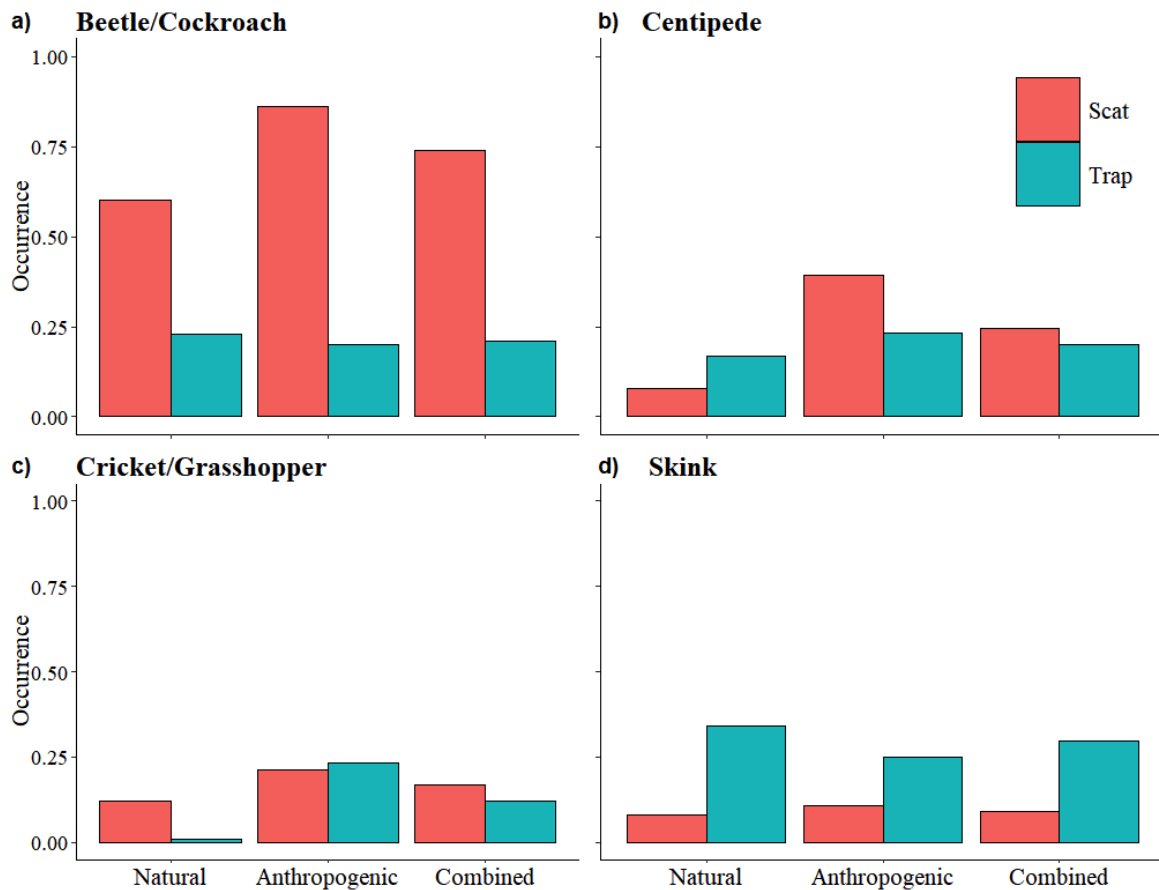 a) Beetle/Cockroach
b) Centipede
1.00
0.75
0.50
0.25
0.00
Occurrence
Scat
Trap
c) Cricket/Grasshopper
d) Skink
1.00
0.75
0.50
0.25
0.00
Occurrence
Natural Anthropogenic Combined
Natural Anthropogenic Combined